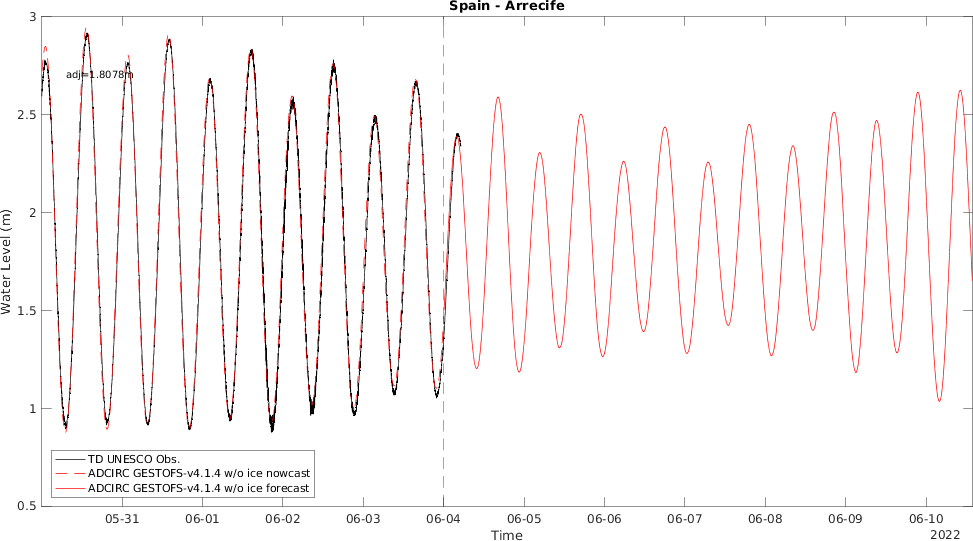 Spain - Arrecife
3
2.5
2
1.5
1
0.5
Water Level (m)
adj=1.8078m
TD UNESCO Obs.
ADCIRC GESTOFS-v4.1.4 w/o ice nowcast
ADCIRC GESTOFS-v4.1.4 w/o ice forecast
05-31 06-01 06-02 06-03 06-04 06-05 06-06 06-07 06-08 06-09 06-10
Time
2022